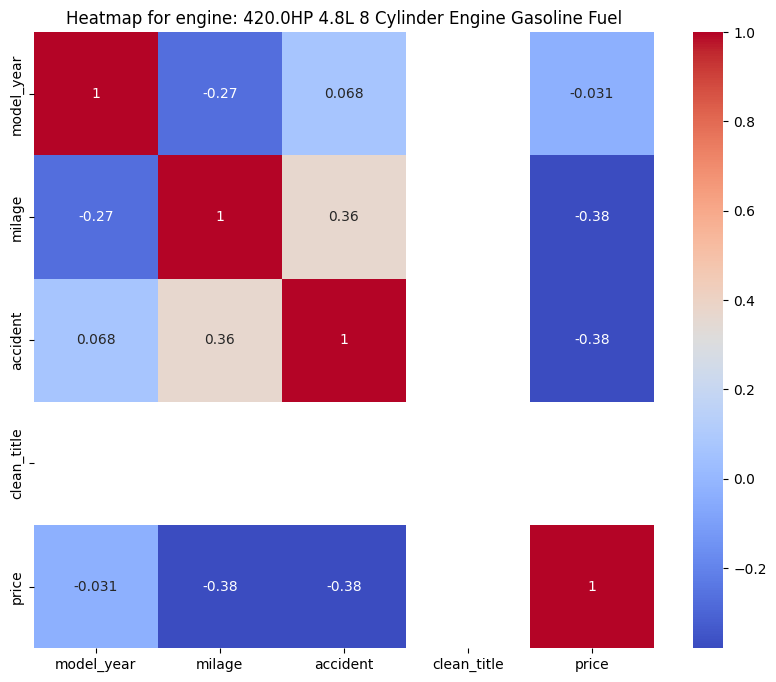 Heatmap for engine: 420.0HP 4.8L 8 Cylinder Engine Gasoline Fuel
model_year 1 -0.27 0.068 -0.031
milage -0.27 1 0.36 -0.38
accident 0.068 0.36 1 -0.38
clean_title
price -0.031 -0.38 -0.38 1
model_year milage accident clean_title price
1.0
0.8
0.6
0.4
0.2
0.0
−0.2